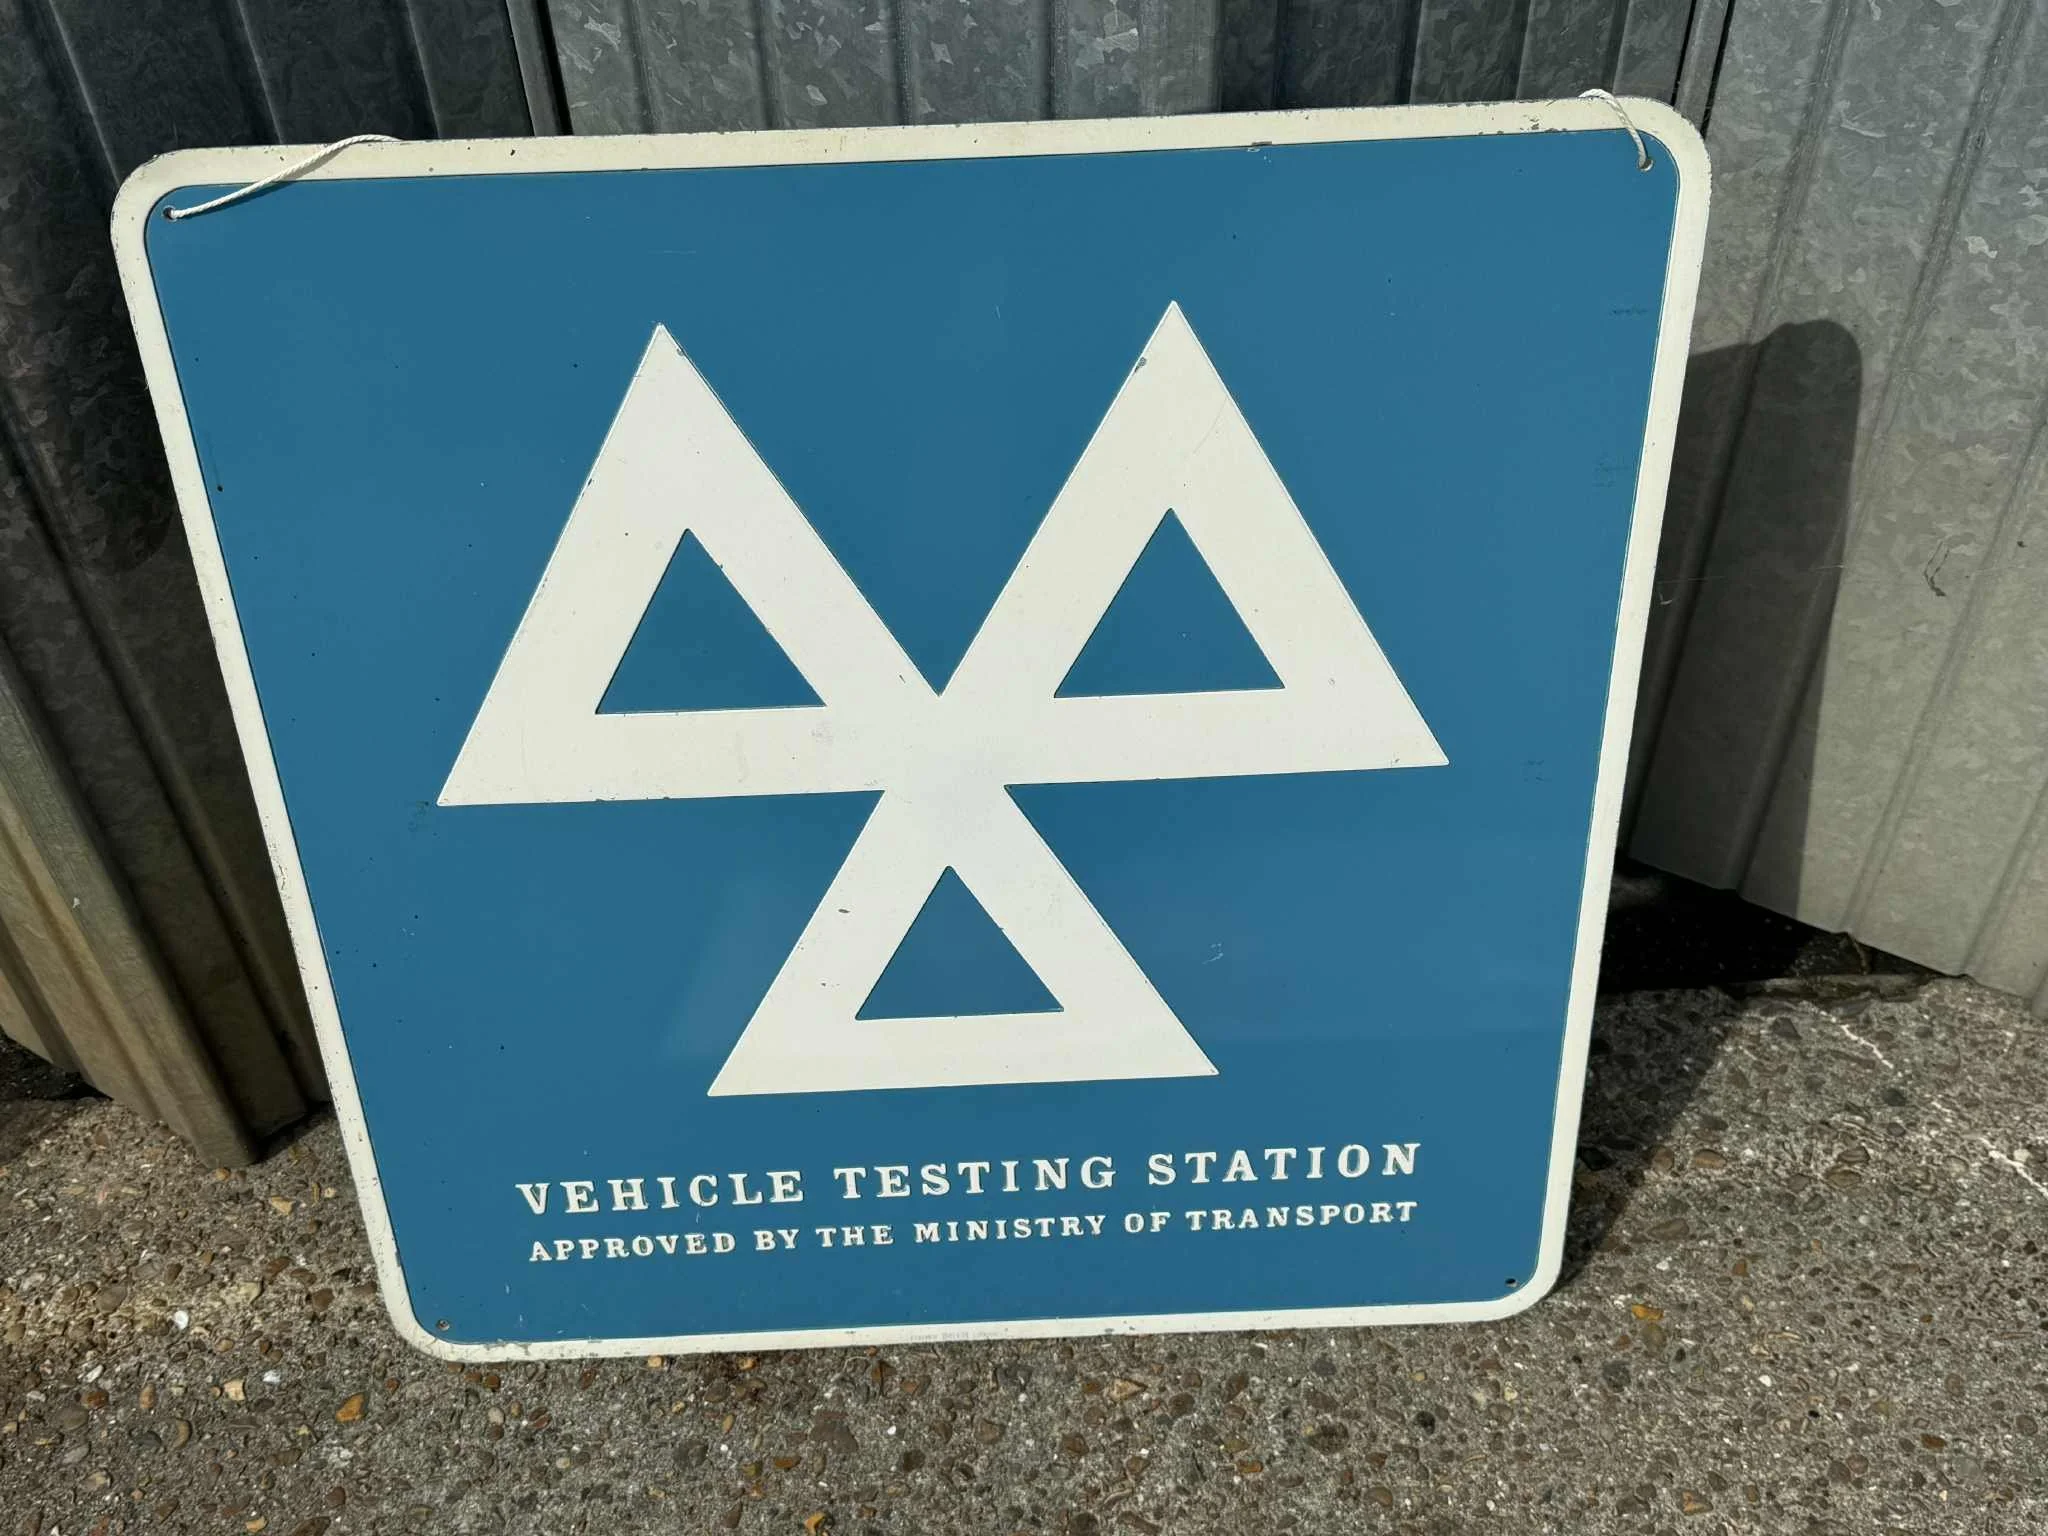 VEHICLE TESTING STATION
APPROVED BY THE MINISTRY OF TRANSPORT